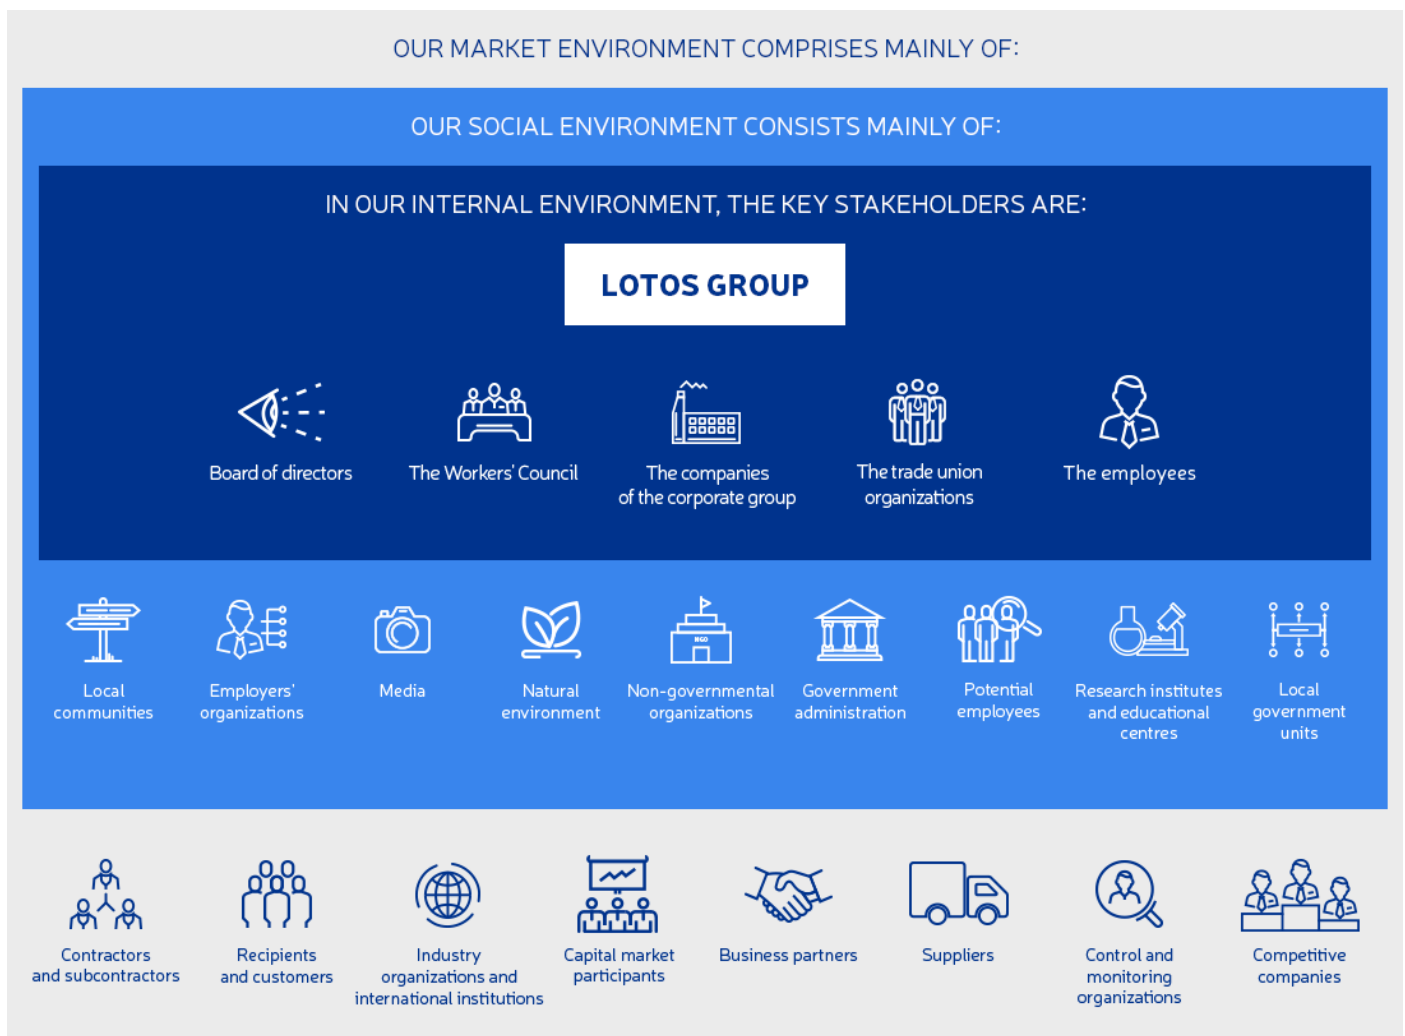 OUR MARKET ENVIRONMENT COMPRISES MAINLY OF:
OUR SOCIAL ENVIRONMENT CONSISTS MAINLY OF:
IN OUR INTERNAL ENVIRONMENT, THE KEY STAKEHOLDERS ARE:
LOTOS GROUP
Board of directors
The Workers' Council
The companies
of the corporate group
The trade union
organizations
The employees
Local
communities
Employers'
organizations
Media
Natural
environment
NGO
Non-governmental
organizations
Government
administration
Potential
employees
Research institutes
and educational
centres
Local
government
units
Contractors
and subcontractors
Recipients
and customers
Industry
organizations and
international institutions
Capital market
participants
Business partners
Suppliers
Control and
monitoring
organizations
Competitive
companies